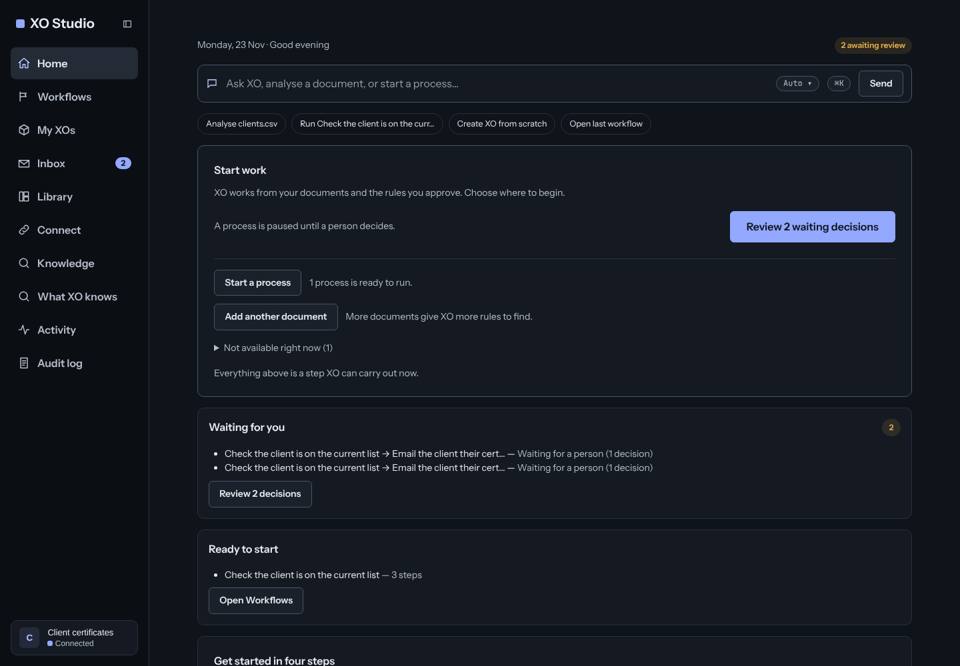 XO Studio
Home
Workflows
My XOs
Inbox 2
Library
Connect
Knowledge
What XO knows
Activity
Audit log
C
Client certificates
Connected
Monday, 23 Nov · Good evening
2 awaiting review
Ask XO, analyse a document, or start a process...
Auto ▾
⌘K
Send
Analyse clients.csv
Run Check the client is on the curr...
Create XO from scratch
Open last workflow
Start work
XO works from your documents and the rules you approve. Choose where to begin.
A process is paused until a person decides.
Review 2 waiting decisions
Start a process
1 process is ready to run.
Add another document
More documents give XO more rules to find.
▶ Not available right now (1)
Everything above is a step XO can carry out now.
Waiting for you
2
• Check the client is on the current list → Email the client their cert... — Waiting for a person (1 decision)
• Check the client is on the current list → Email the client their cert... — Waiting for a person (1 decision)
Review 2 decisions
Ready to start
• Check the client is on the current list — 3 steps
Open Workflows
Get started in four steps